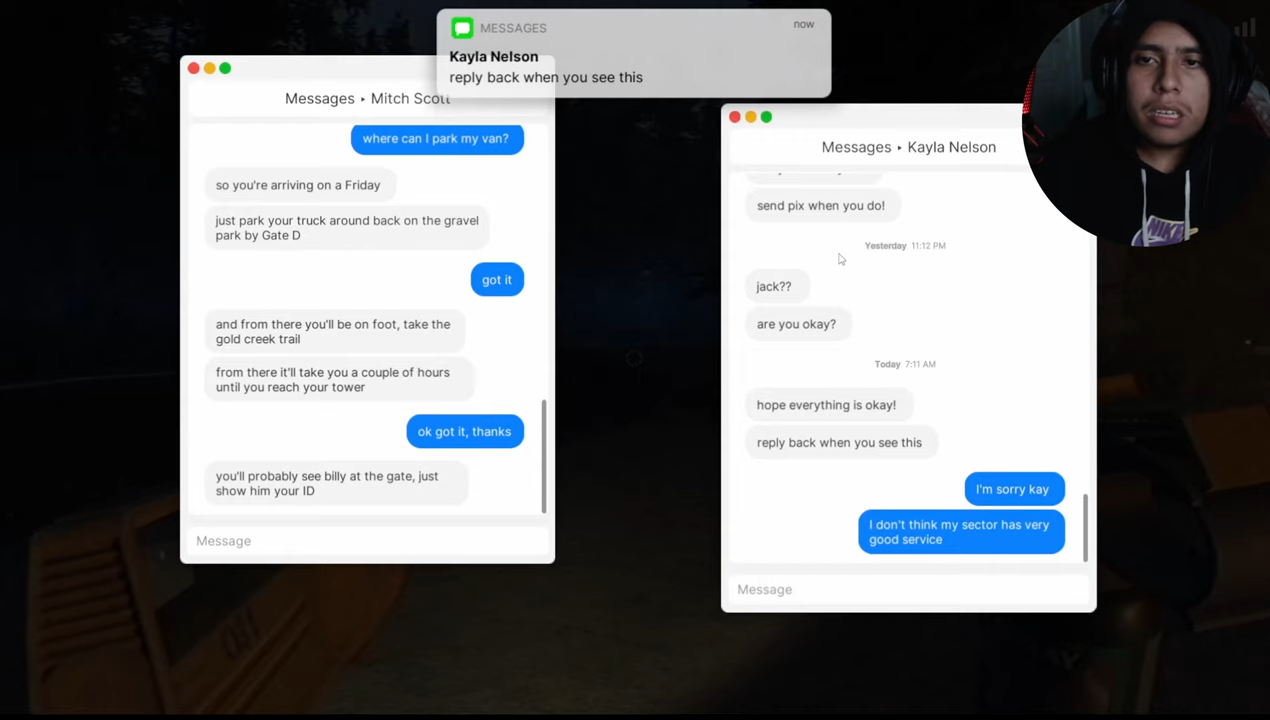 MESSAGES
now
Kayla Nelson
reply back when you see this
Messages ▸ Mitch Scott
where can I park my van?
so you're arriving on a Friday
just park your truck around back on the gravel
park by Gate D
got it
and from there you'll be on foot, take the
gold creek trail
from there it'll take you a couple of hours
until you reach your tower
ok got it, thanks
you'll probably see billy at the gate, just
show him your ID
Message
Messages ▸ Kayla Nelson
send pix when you do!
Yesterday 11:12 PM
jack??
are you okay?
Today 7:11 AM
hope everything is okay!
reply back when you see this
I'm sorry kay
I don't think my sector has very
good service
Message
NIKE